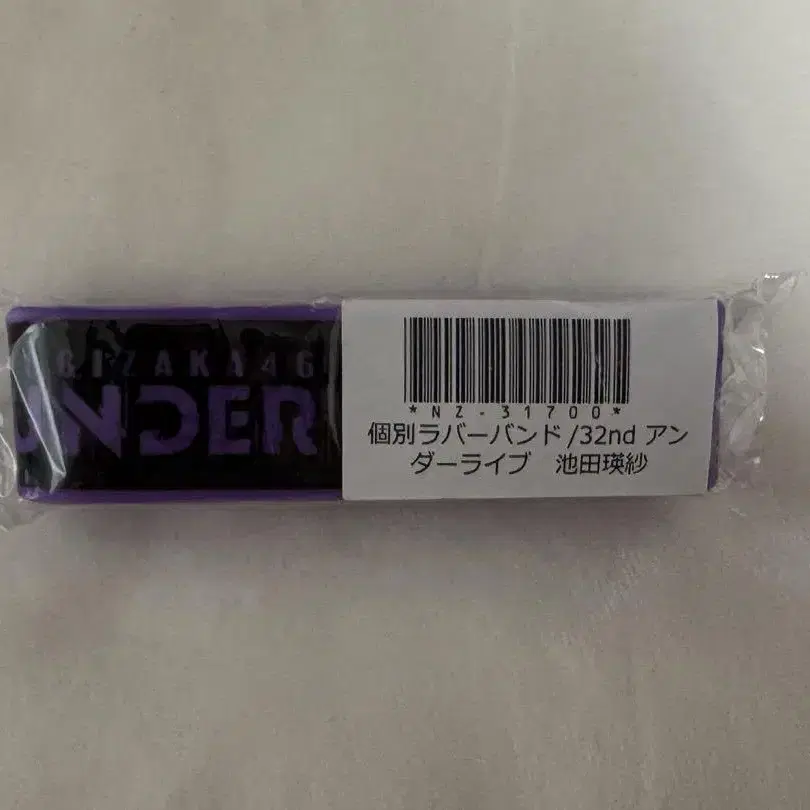 GIZAKA46
UNDER
*NZ-31700*
個別ラバーバンド/32nd アン
ダーライブ　池田瑛紗